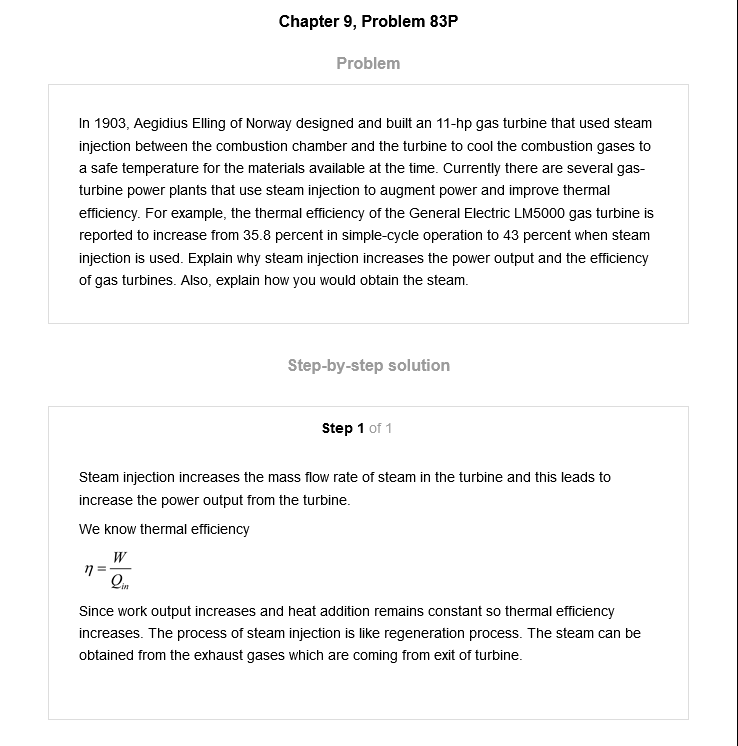 Chapter 9, Problem 83P
Problem
In 1903, Aegidius Elling of Norway designed and built an 11-hp gas turbine that used steam
injection between the combustion chamber and the turbine to cool the combustion gases to
a safe temperature for the materials available at the time. Currently there are several gas-
turbine power plants that use steam injection to augment power and improve thermal
efficiency. For example, the thermal efficiency of the General Electric LM5000 gas turbine is
reported to increase from 35.8 percent in simple-cycle operation to 43 percent when steam
injection is used. Explain why steam injection increases the power output and the efficiency
of gas turbines. Also, explain how you would obtain the steam.
Step-by-step solution
Step 1 of 1
Steam injection increases the mass flow rate of steam in the turbine and this leads to
increase the power output from the turbine.
We know thermal efficiency
η = W / Q_in
Since work output increases and heat addition remains constant so thermal efficiency
increases. The process of steam injection is like regeneration process. The steam can be
obtained from the exhaust gases which are coming from exit of turbine.